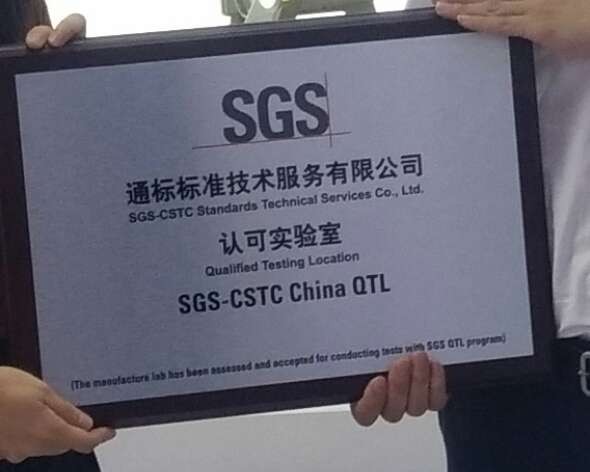 SGS
通标标准技术服务有限公司
SGS-CSTC Standards Technical Services Co., Ltd.
认可实验室
Qualified Testing Location
SGS-CSTC China QTL
(The manufacture lab has been assessed and accepted for conducting tests with SGS QTL program)